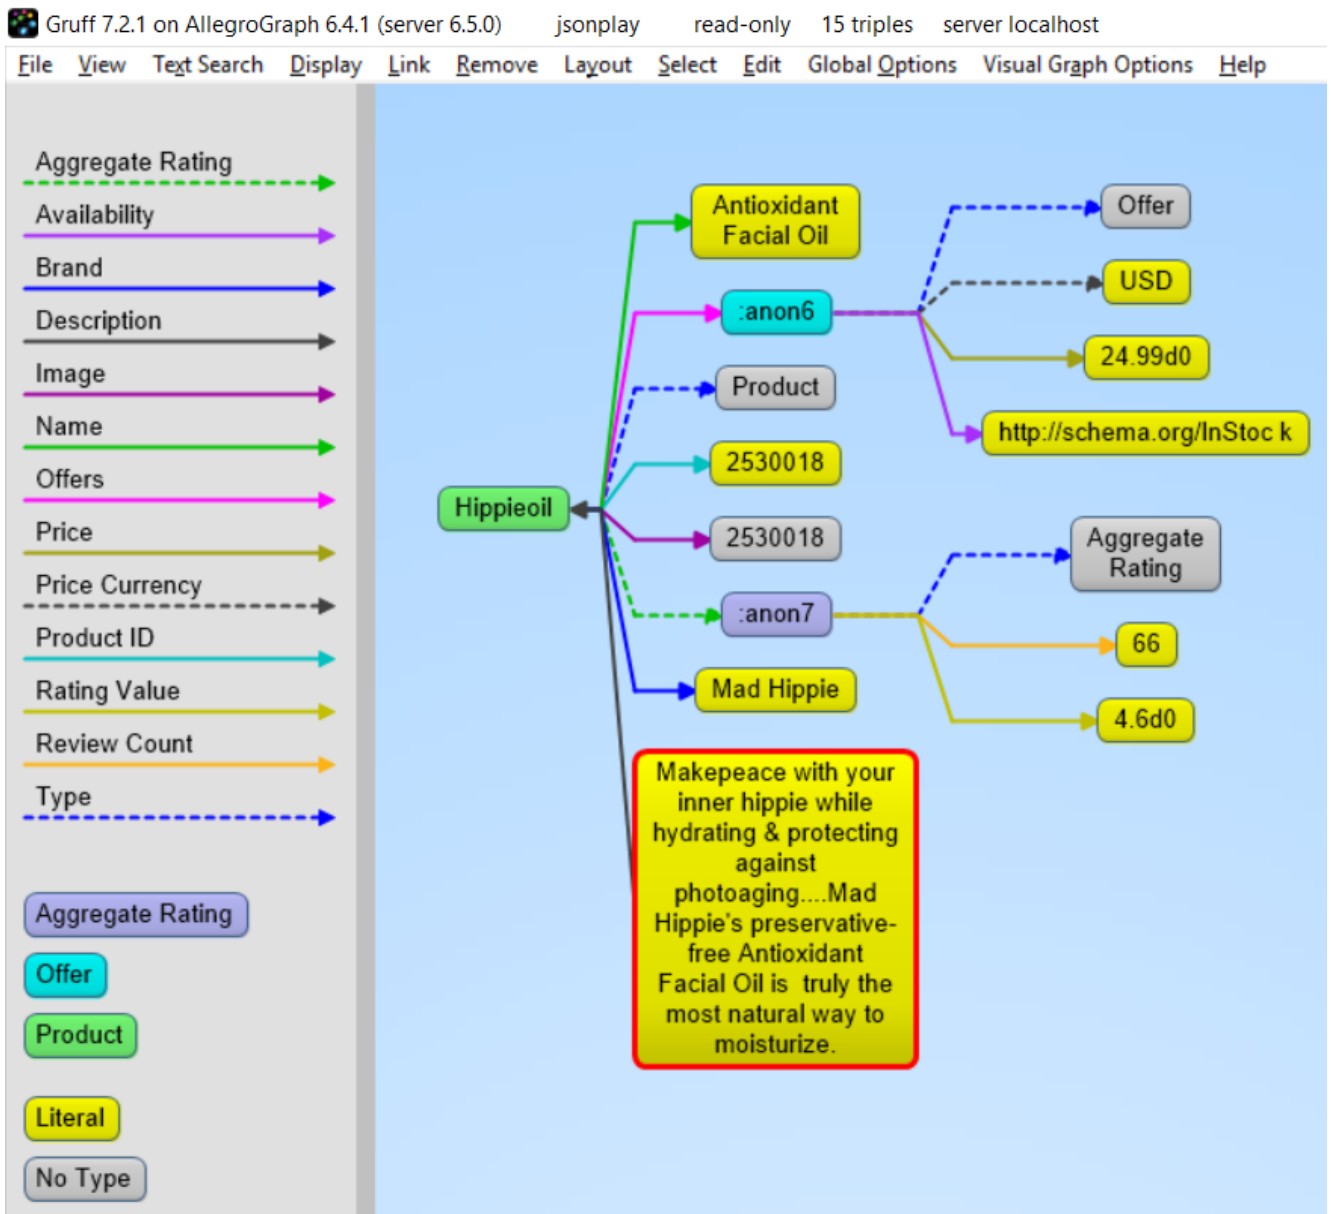 Gruff 7.2.1 on AllegroGraph 6.4.1 (server 6.5.0) jsonplay read-only 15 triples server localhost
File View Text Search Display Link Remove Layout Select Edit Global Options Visual Graph Options Help
Aggregate Rating
Availability
Brand
Description
Image
Name
Offers
Price
Price Currency
Product ID
Rating Value
Review Count
Type
Aggregate Rating
Offer
Product
Literal
No Type
Hippieoil
Antioxidant
Facial Oil
:anon6
Product
2530018
2530018
:anon7
Mad Hippie
Makepeace with your
inner hippie while
hydrating & protecting
against
photoaging....Mad
Hippie's preservative-
free Antioxidant
Facial Oil is  truly the
most natural way to
moisturize.
Offer
USD
24.99d0
http://schema.org/InStoc k
Aggregate
Rating
66
4.6d0